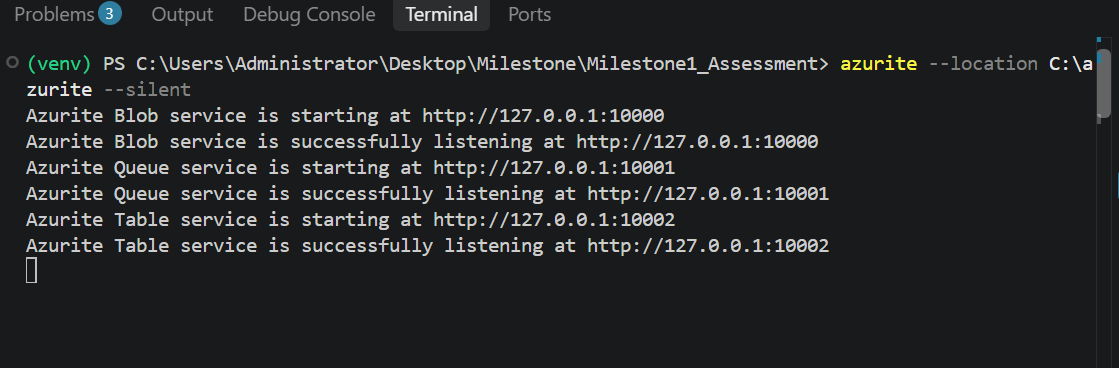 Problems 3 Output Debug Console Terminal Ports
(venv) PS C:\Users\Administrator\Desktop\Milestone\Milestone1_Assessment> azurite --location C:\a
zurite --silent
Azurite Blob service is starting at http://127.0.0.1:10000
Azurite Blob service is successfully listening at http://127.0.0.1:10000
Azurite Queue service is starting at http://127.0.0.1:10001
Azurite Queue service is successfully listening at http://127.0.0.1:10001
Azurite Table service is starting at http://127.0.0.1:10002
Azurite Table service is successfully listening at http://127.0.0.1:10002